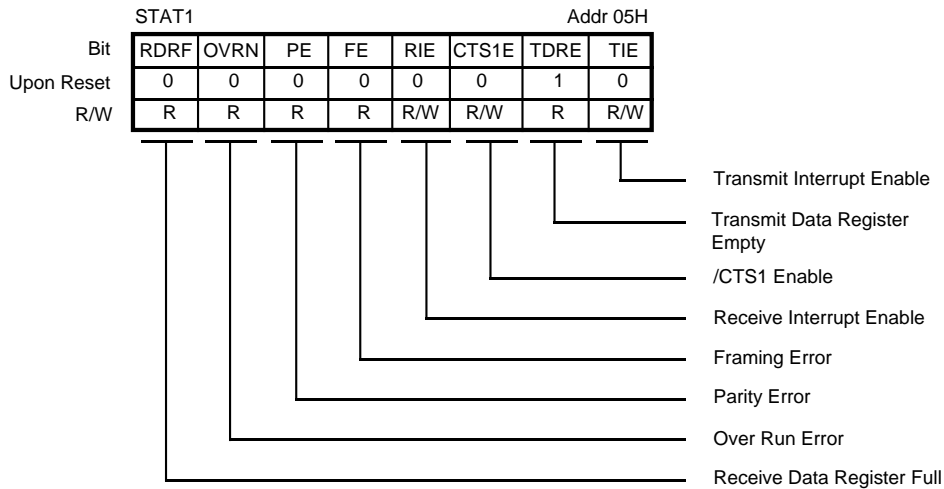 STAT1 Addr 05H
Bit RDRF OVRN PE FE RIE CTS1E TDRE TIE
Upon Reset 0 0 0 0 0 0 1 0
R/W R R R R R/W R/W R R/W
Transmit Interrupt Enable
Transmit Data Register
Empty
/CTS1 Enable
Receive Interrupt Enable
Framing Error
Parity Error
Over Run Error
Receive Data Register Full